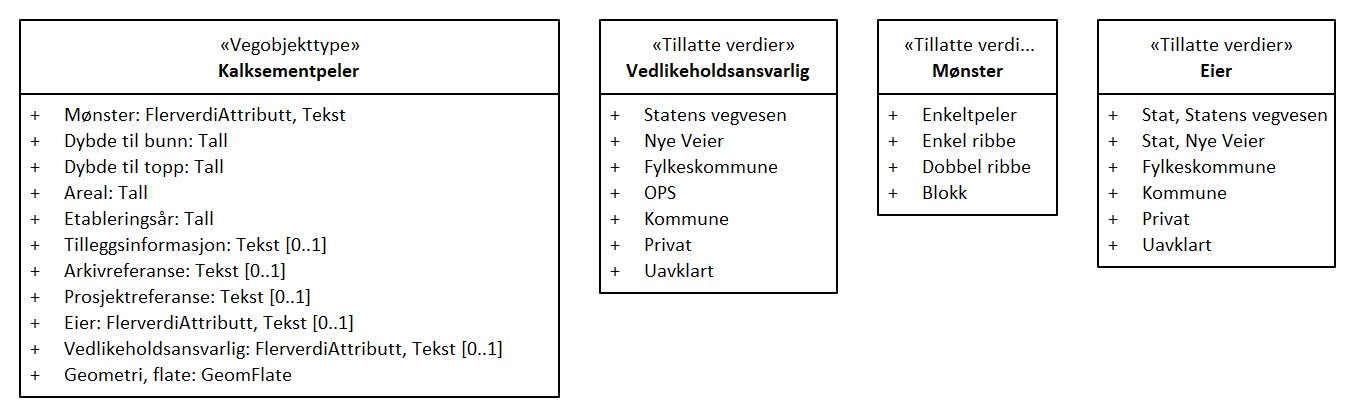 «Vegobjekttype»
Kalksementpeler
+ Mønster: FlerverdiAttributt, Tekst
+ Dybde til bunn: Tall
+ Dybde til topp: Tall
+ Areal: Tall
+ Etableringsår: Tall
+ Tilleggsinformasjon: Tekst [0..1]
+ Arkivreferanse: Tekst [0..1]
+ Prosjektreferanse: Tekst [0..1]
+ Eier: FlerverdiAttributt, Tekst [0..1]
+ Vedlikeholdsansvarlig: FlerverdiAttributt, Tekst [0..1]
+ Geometri, flate: GeomFlate
«Tillatte verdier»
Vedlikeholdsansvarlig
+ Statens vegvesen
+ Nye Veier
+ Fylkeskommune
+ OPS
+ Kommune
+ Privat
+ Uavklart
«Tillatte verdi...
Mønster
+ Enkeltpeler
+ Enkel ribbe
+ Dobbel ribbe
+ Blokk
«Tillatte verdier»
Eier
+ Stat, Statens vegvesen
+ Stat, Nye Veier
+ Fylkeskommune
+ Kommune
+ Privat
+ Uavklart